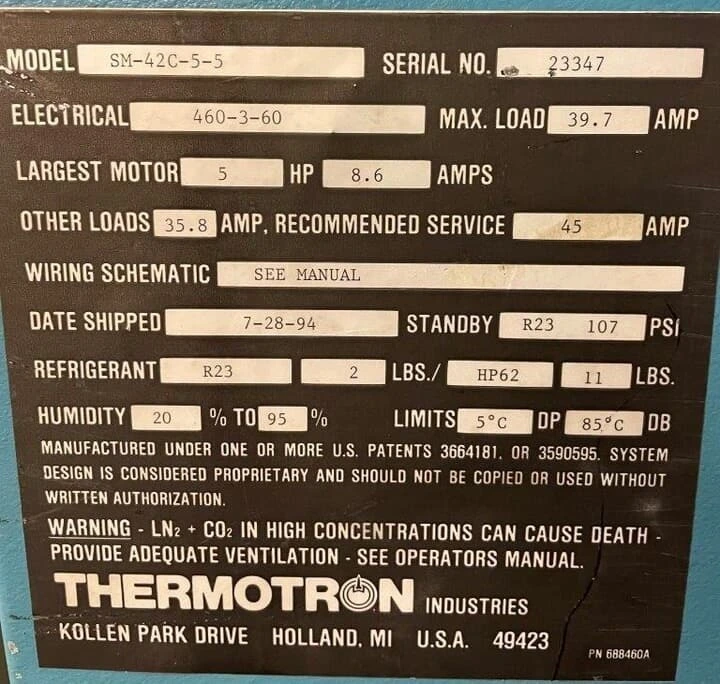 MODEL SM-42C-5-5 SERIAL NO. 23347
ELECTRICAL 460-3-60 MAX. LOAD 39.7 AMP
LARGEST MOTOR 5 HP 8.6 AMPS
OTHER LOADS 35.8 AMP, RECOMMENDED SERVICE 45 AMP
WIRING SCHEMATIC SEE MANUAL
DATE SHIPPED 7-28-94 STANDBY R23 107 PSI
REFRIGERANT R23 2 LBS./ HP62 11 LBS.
HUMIDITY 20 % TO 95 % LIMITS 5°C DP 85°C DB
MANUFACTURED UNDER ONE OR MORE U.S. PATENTS 3664181. OR 3590595. SYSTEM
DESIGN IS CONSIDERED PROPRIETARY AND SHOULD NOT BE COPIED OR USED WITHOUT
WRITTEN AUTHORIZATION.
WARNING - LN₂ + CO₂ IN HIGH CONCENTRATIONS CAN CAUSE DEATH -
PROVIDE ADEQUATE VENTILATION - SEE OPERATORS MANUAL.
THERMOTRON INDUSTRIES
KOLLEN PARK DRIVE HOLLAND, MI U.S.A. 49423
PN 688460A